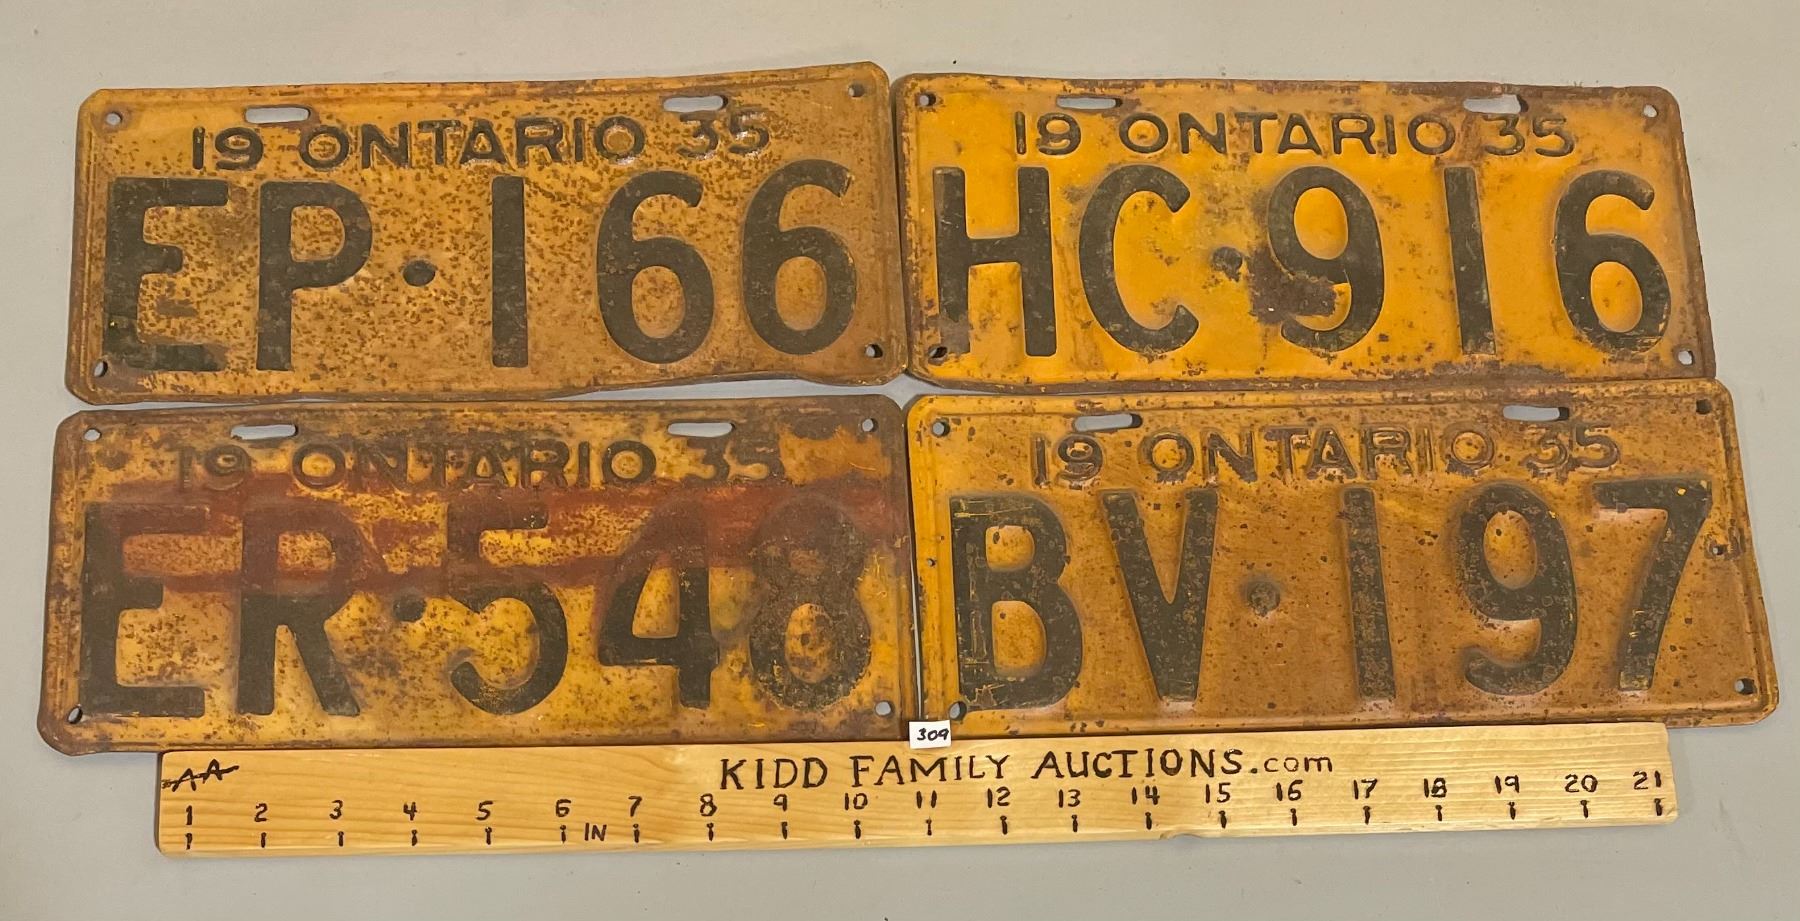 19 ONTARIO 35
EP·166
19 ONTARIO 35
HC·916
19 ONTARIO 35
ER·548
19 ONTARIO 35
BV·197
309
AA
KIDD FAMILY AUCTIONS.com
1 2 3 4 5 6 7 8 9 10 11 12 13 14 15 16 17 18 19 20 21
IN